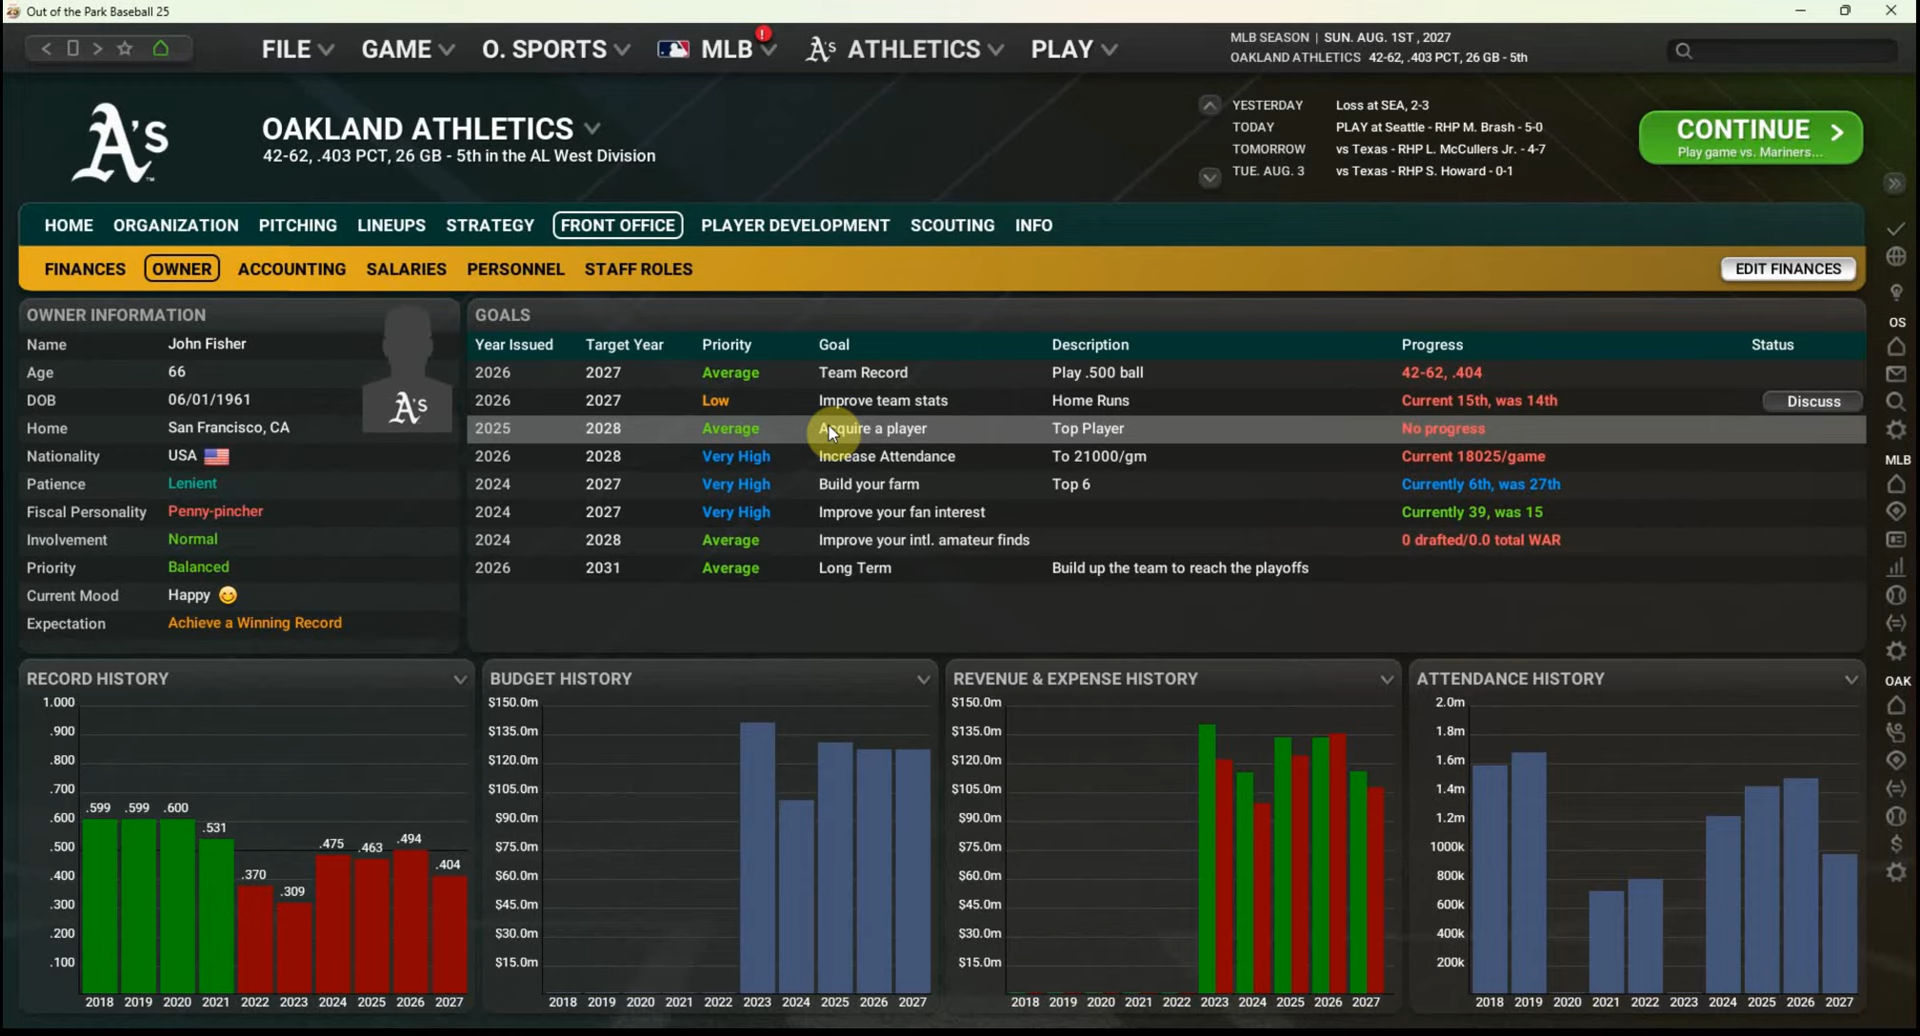 Out of the Park Baseball 25
FILE GAME O. SPORTS MLB ! A's ATHLETICS PLAY
MLB SEASON | SUN. AUG. 1ST , 2027
OAKLAND ATHLETICS 42-62, .403 PCT, 26 GB - 5th
A's
OAKLAND ATHLETICS
42-62, .403 PCT, 26 GB - 5th in the AL West Division
YESTERDAY Loss at SEA, 2-3
TODAY PLAY at Seattle - RHP M. Brash - 5-0
TOMORROW vs Texas - RHP L. McCullers Jr. - 4-7
TUE. AUG. 3 vs Texas - RHP S. Howard - 0-1
CONTINUE
Play game vs. Mariners...
HOME ORGANIZATION PITCHING LINEUPS STRATEGY FRONT OFFICE PLAYER DEVELOPMENT SCOUTING INFO
FINANCES OWNER ACCOUNTING SALARIES PERSONNEL STAFF ROLES EDIT FINANCES
OWNER INFORMATION
Name John Fisher
Age 66
DOB 06/01/1961
Home San Francisco, CA
Nationality USA
Patience Lenient
Fiscal Personality Penny-pincher
Involvement Normal
Priority Balanced
Current Mood Happy
Expectation Achieve a Winning Record
A's
GOALS
Year Issued Target Year Priority Goal Description Progress Status
2026 2027 Average Team Record Play .500 ball 42-62, .404
2026 2027 Low Improve team stats Home Runs Current 15th, was 14th Discuss
2025 2028 Average Acquire a player Top Player No progress
2026 2028 Very High Increase Attendance To 21000/gm Current 18025/game
2024 2027 Very High Build your farm Top 6 Currently 6th, was 27th
2024 2027 Very High Improve your fan interest Currently 39, was 15
2024 2028 Average Improve your intl. amateur finds 0 drafted/0.0 total WAR
2026 2031 Average Long Term Build up the team to reach the playoffs
OS
MLB
OAK
RECORD HISTORY
1.000
.900
.800
.700
.600
.500
.400
.300
.200
.100
.599 .599 .600 .531 .370 .309 .475 .463 .494 .404
2018 2019 2020 2021 2022 2023 2024 2025 2026 2027
BUDGET HISTORY
$150.0m
$135.0m
$120.0m
$105.0m
$90.0m
$75.0m
$60.0m
$45.0m
$30.0m
$15.0m
2018 2019 2020 2021 2022 2023 2024 2025 2026 2027
REVENUE & EXPENSE HISTORY
$150.0m
$135.0m
$120.0m
$105.0m
$90.0m
$75.0m
$60.0m
$45.0m
$30.0m
$15.0m
2018 2019 2020 2021 2022 2023 2024 2025 2026 2027
ATTENDANCE HISTORY
2.0m
1.8m
1.6m
1.4m
1.2m
1000k
800k
600k
400k
200k
2018 2019 2020 2021 2022 2023 2024 2025 2026 2027